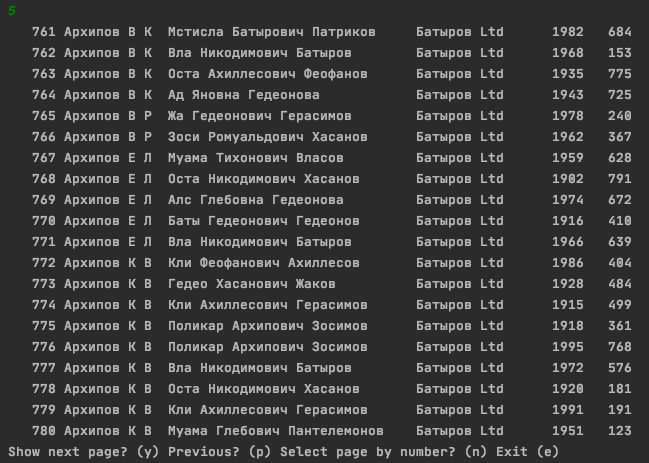 5
761 Архипов В К Мстисла Батырович Патриков Батыров Ltd 1982 684
762 Архипов В К Вла Никодимович Батыров Батыров Ltd 1968 153
763 Архипов В К Оста Ахиллесович Феофанов Батыров Ltd 1935 775
764 Архипов В К Ад Яновна Гедеонова Батыров Ltd 1943 725
765 Архипов В Р Жа Гедеонович Герасимов Батыров Ltd 1978 240
766 Архипов В Р Зоси Ромуальдович Хасанов Батыров Ltd 1962 367
767 Архипов Е Л Муама Тихонович Власов Батыров Ltd 1959 628
768 Архипов Е Л Оста Никодимович Хасанов Батыров Ltd 1902 791
769 Архипов Е Л Алс Глебовна Гедеонова Батыров Ltd 1974 672
770 Архипов Е Л Баты Гедеонович Гедеонов Батыров Ltd 1916 410
771 Архипов Е Л Вла Никодимович Батыров Батыров Ltd 1966 639
772 Архипов К В Кли Феофанович Ахиллесов Батыров Ltd 1986 404
773 Архипов К В Гедео Хасанович Жаков Батыров Ltd 1928 484
774 Архипов К В Кли Ахиллесович Герасимов Батыров Ltd 1915 499
775 Архипов К В Поликар Архипович Зосимов Батыров Ltd 1918 361
776 Архипов К В Поликар Архипович Зосимов Батыров Ltd 1995 768
777 Архипов К В Вла Никодимович Батыров Батыров Ltd 1972 576
778 Архипов К В Оста Никодимович Хасанов Батыров Ltd 1920 181
779 Архипов К В Кли Ахиллесович Герасимов Батыров Ltd 1991 191
780 Архипов К В Муама Глебович Пантелемонов Батыров Ltd 1951 123
Show next page? (y) Previous? (p) Select page by number? (n) Exit (e)